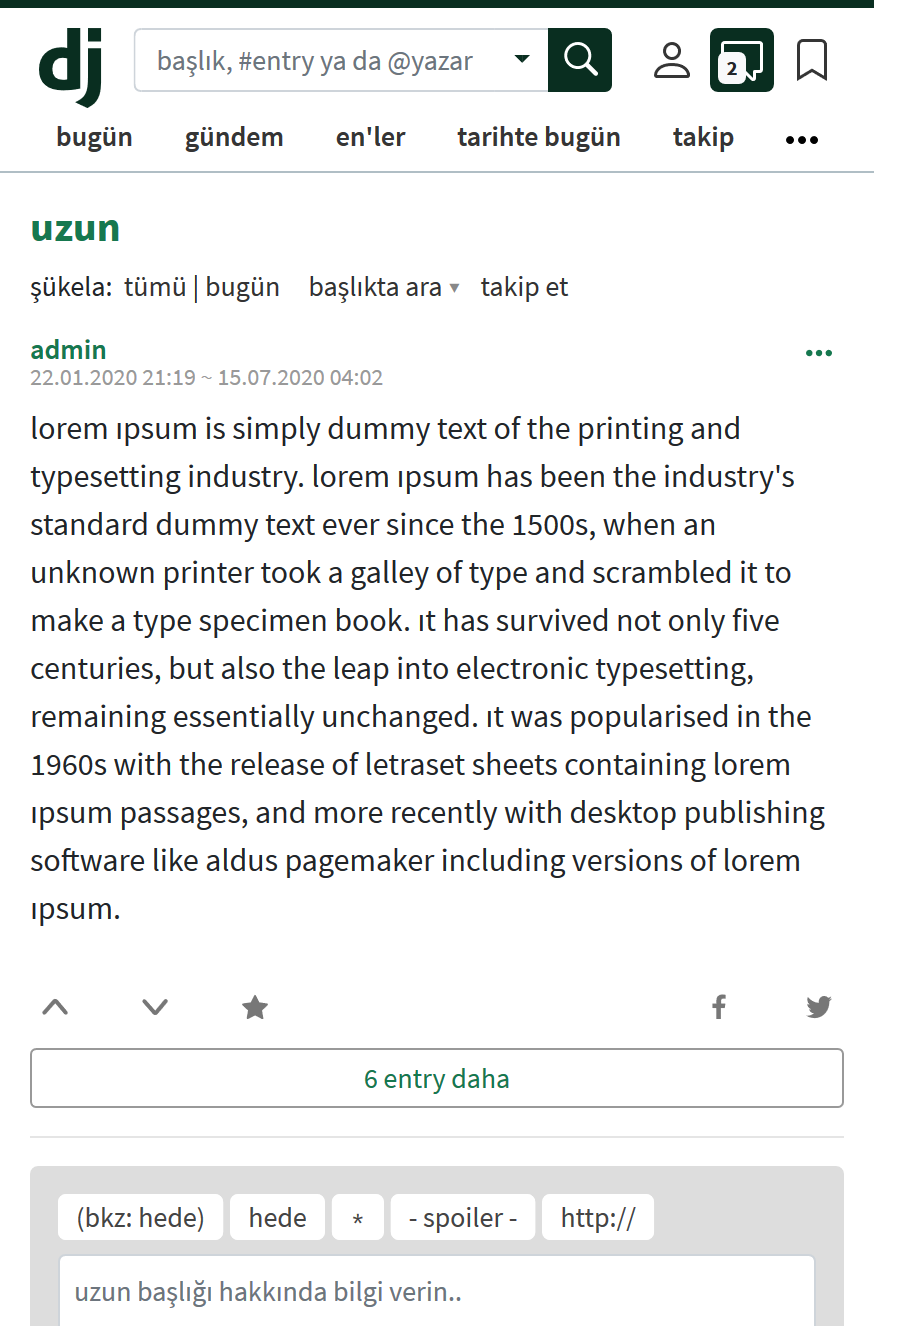 dj
başlık, #entry ya da @yazar
2
bugün gündem en'ler tarihte bugün takip
uzun
şükela: tümü | bugün başlıkta ara ▾ takip et
admin
22.01.2020 21:19 ~ 15.07.2020 04:02
lorem ıpsum is simply dummy text of the printing and
typesetting industry. lorem ıpsum has been the industry's
standard dummy text ever since the 1500s, when an
unknown printer took a galley of type and scrambled it to
make a type specimen book. ıt has survived not only five
centuries, but also the leap into electronic typesetting,
remaining essentially unchanged. ıt was popularised in the
1960s with the release of letraset sheets containing lorem
ıpsum passages, and more recently with desktop publishing
software like aldus pagemaker including versions of lorem
ıpsum.
6 entry daha
(bkz: hede) hede * - spoiler - http://
uzun başlığı hakkında bilgi verin..